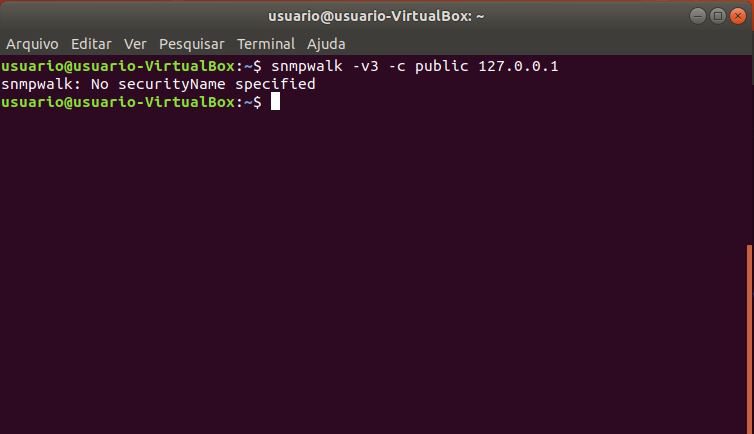 usuario@usuario-VirtualBox: ~
Arquivo Editar Ver Pesquisar Terminal Ajuda
usuario@usuario-VirtualBox:~$ snmpwalk -v3 -c public 127.0.0.1
snmpwalk: No securityName specified
usuario@usuario-VirtualBox:~$